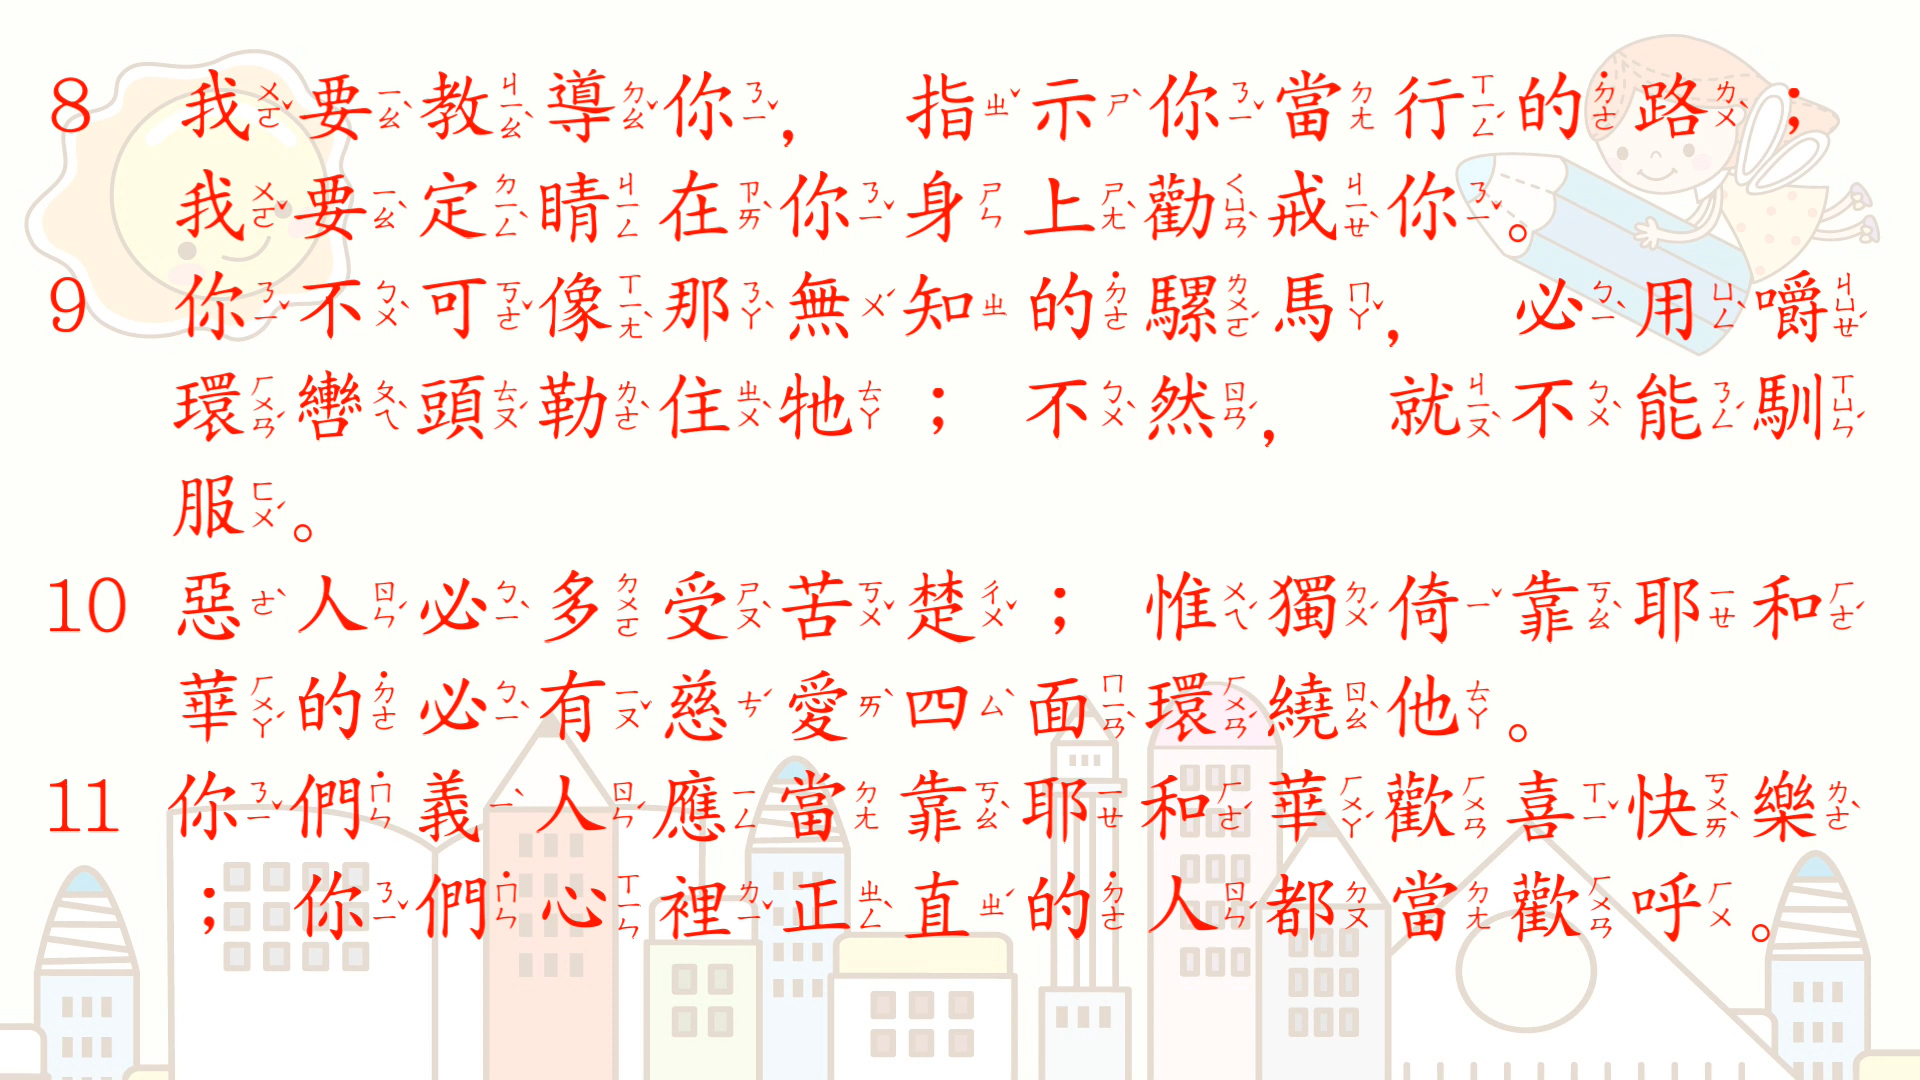 8 我要教導你， 指示你當行的路；
我要定睛在你身上勸戒你。
9 你不可像那無知的騾馬， 必用嚼
環轡頭勒住牠；不然， 就不能馴
服。
10 惡人必多受苦楚；惟獨倚靠耶和
華的必有慈愛四面環繞他。
11 你們義人應當靠耶和華歡喜快樂
；你們心裡正直的人都當歡呼。